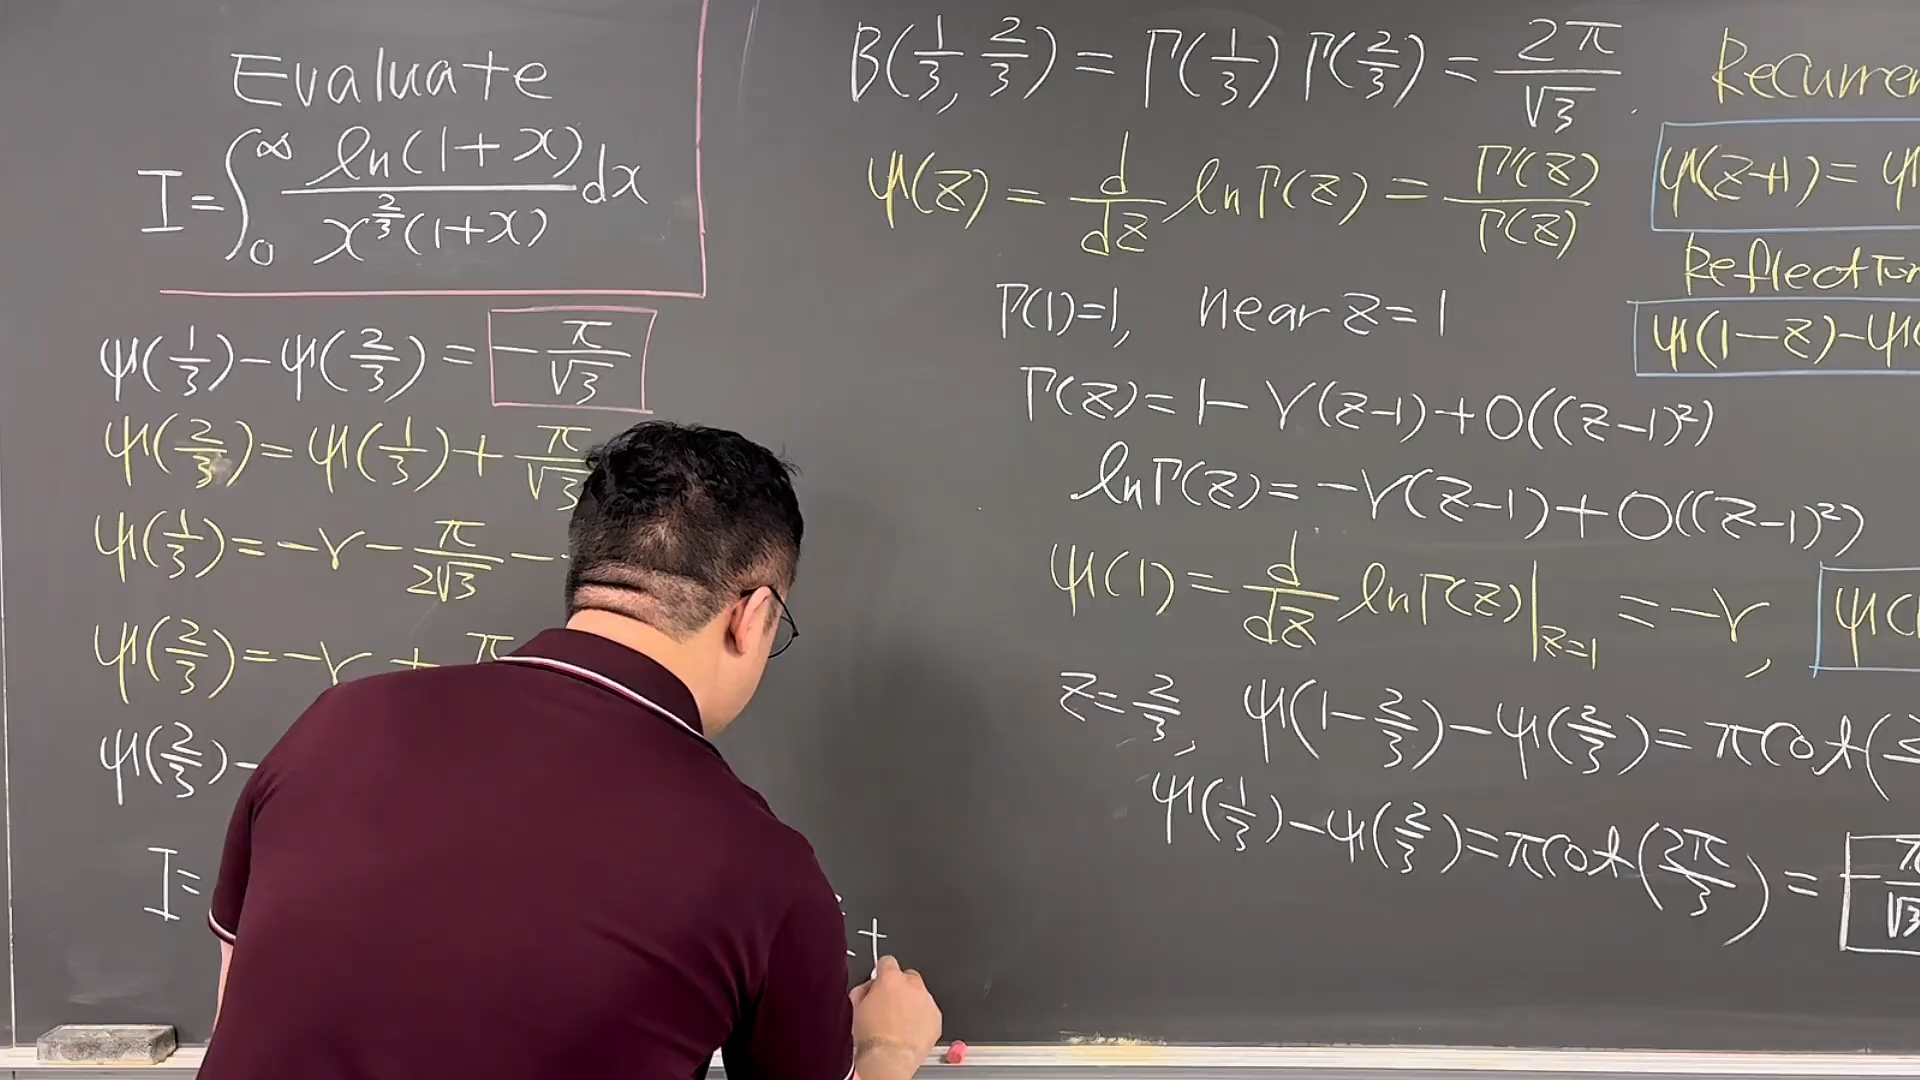 Evaluate
I = ∫₀^∞ ln(1+x) / (x^(2/3) (1+x)) dx
ψ(1/3) - ψ(2/3) = -π/√3
ψ(2/3) = ψ(1/3) + π/√3
ψ(1/3) = -γ - π/(2√3) -
ψ(2/3) = -γ + π
ψ(2/3) -
I =
= t
B(1/3, 2/3) = Γ(1/3) Γ(2/3) = 2π/√3.
ψ(z) = d/dz ln Γ(z) = Γ'(z)/Γ(z)
Γ(1)=1, near z=1
Γ(z) = 1 - γ(z-1) + O((z-1)²)
ln Γ(z) = -γ(z-1) + O((z-1)²)
ψ(1) = d/dz ln Γ(z)|z=1 = -γ,
z = 2/3, ψ(1-2/3) - ψ(2/3) = π cot(
ψ(1/3) - ψ(2/3) = π cot(2π/3) = -π/√3
ψ(z+1) = ψ
ψ(1-z) - ψ(
ψ(